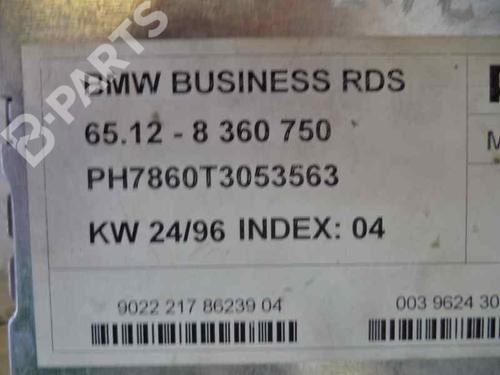 BMW BUSINESS RDS
65.12 - 8 360 750
PH7860T3053563
KW 24/96 INDEX: 04
9022 217 86239 04
003 9624 30
B-PARTS